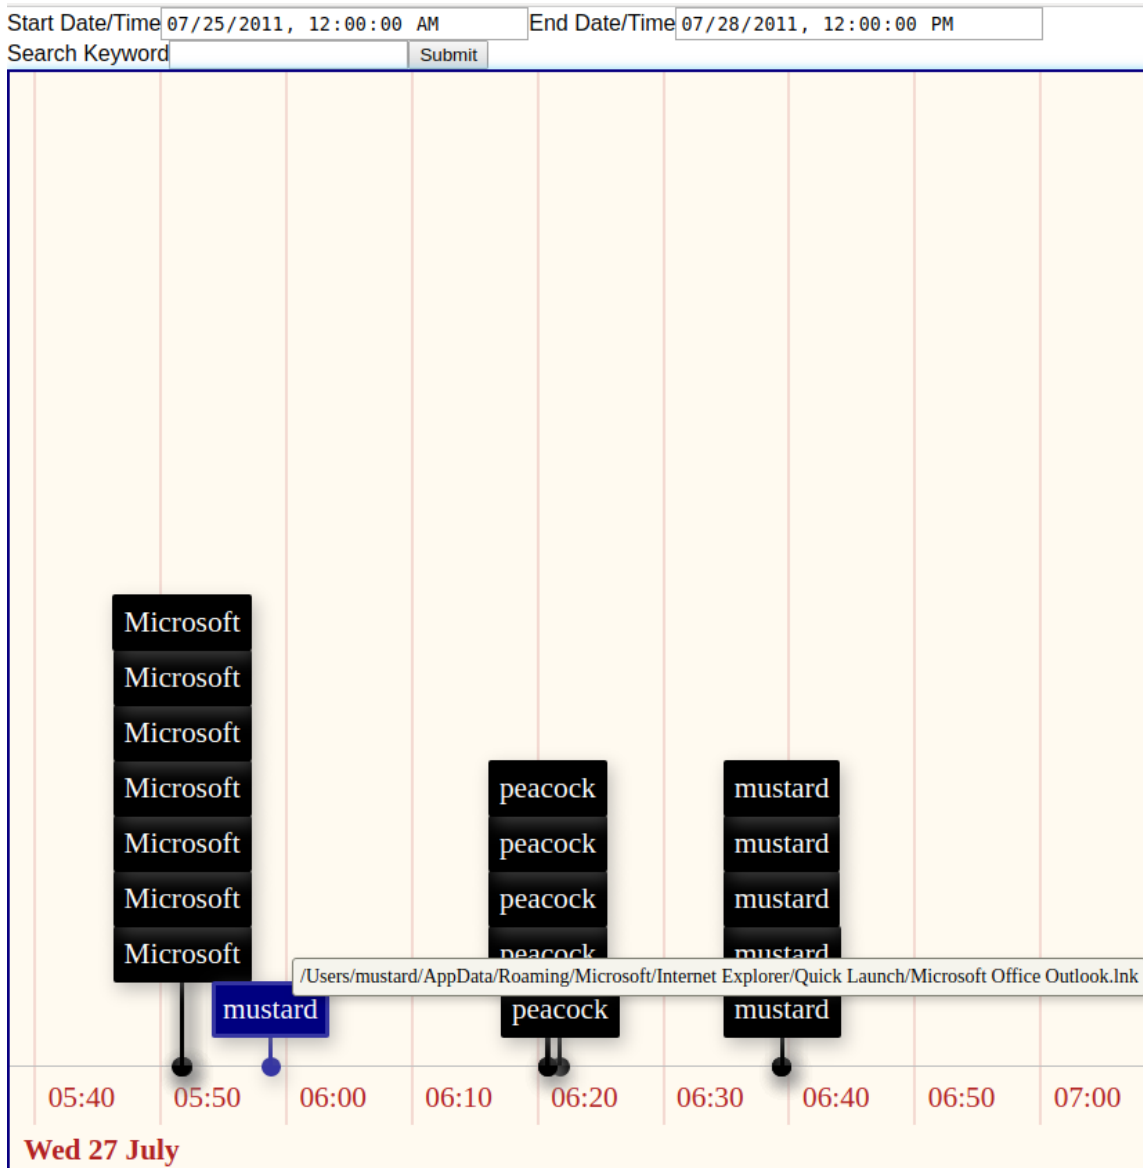 Start Date/Time 07/25/2011, 12:00:00 AM End Date/Time 07/28/2011, 12:00:00 PM
Search Keyword Submit
Microsoft
Microsoft
Microsoft
Microsoft peacock mustard
Microsoft peacock mustard
Microsoft peacock mustard
Microsoft peacock mustard
/Users/mustard/AppData/Roaming/Microsoft/Internet Explorer/Quick Launch/Microsoft Office Outlook.lnk
mustard peacock mustard
05:40 05:50 06:00 06:10 06:20 06:30 06:40 06:50 07:00
Wed 27 July